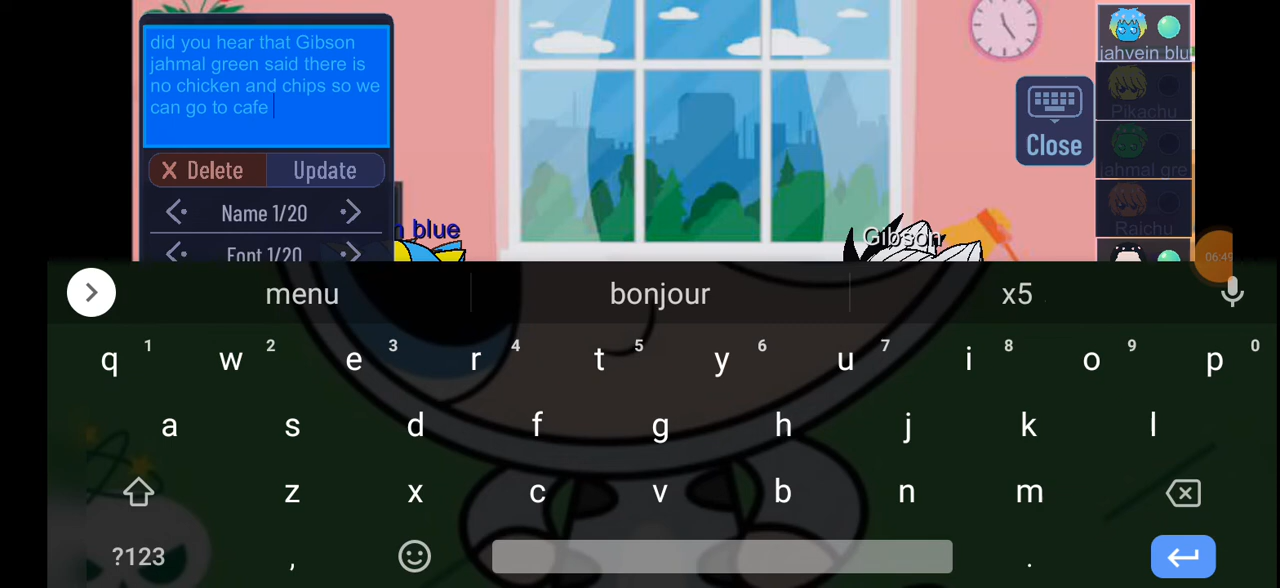 did you hear that Gibson
jahmal green said there is
no chicken and chips so we
can go to cafe
X Delete Update
Name 1/20
Font 1/20
n blue
Gibson
Close
jahvein blu
Pikachu
jahmal gre
Raichu
06:49
menu bonjour x5
q 1 w 2 e 3 r 4 t 5 y 6 u 7 i 8 o 9 p 0
a s d f g h j k l
z x c v b n m
?123 , .